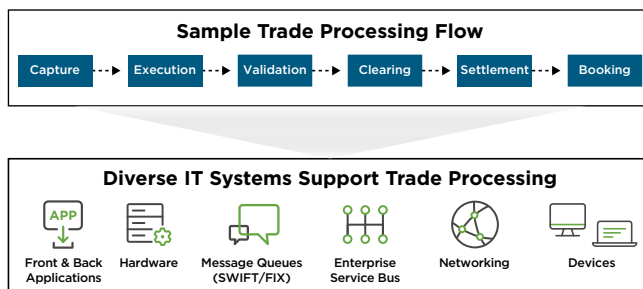 Sample Trade Processing Flow
Capture Execution Validation Clearing Settlement Booking
Diverse IT Systems Support Trade Processing
APP
Front & Back Applications
Hardware
Message Queues (SWIFT/FIX)
Enterprise Service Bus
Networking
Devices